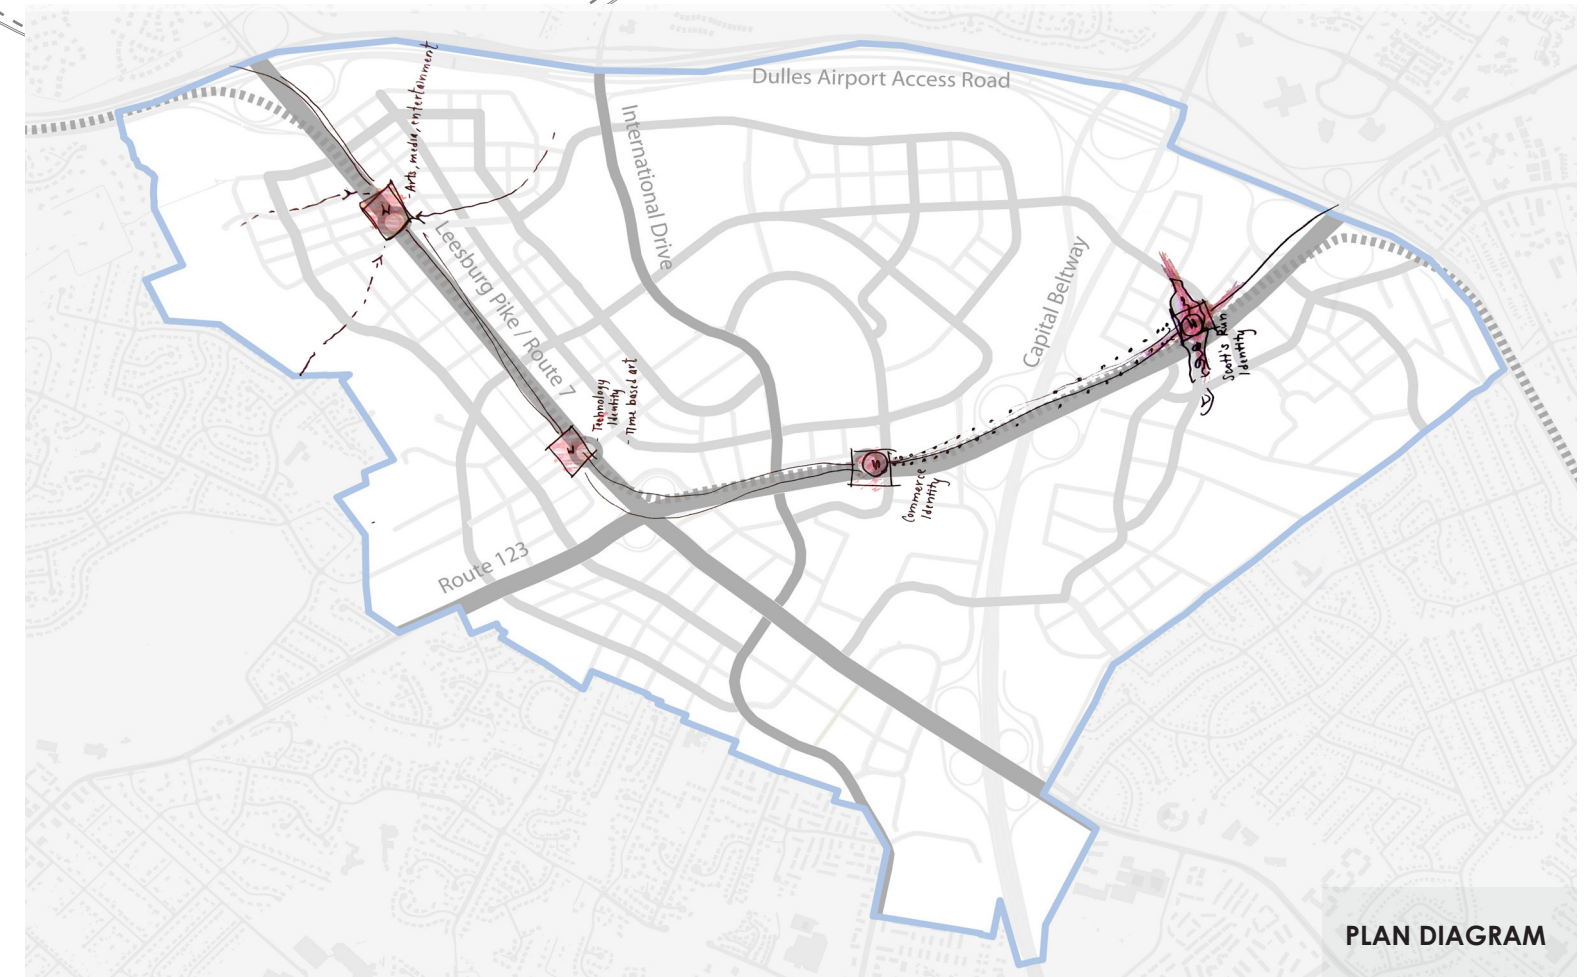 Dulles Airport Access Road
International Drive
- Arts, media, entertainment
Leesburg Pike / Route 7
Capital Beltway
Scott's Run
Identity
- Technology
Identity
- Time based art
Commerce
Identity
Route 123
PLAN DIAGRAM